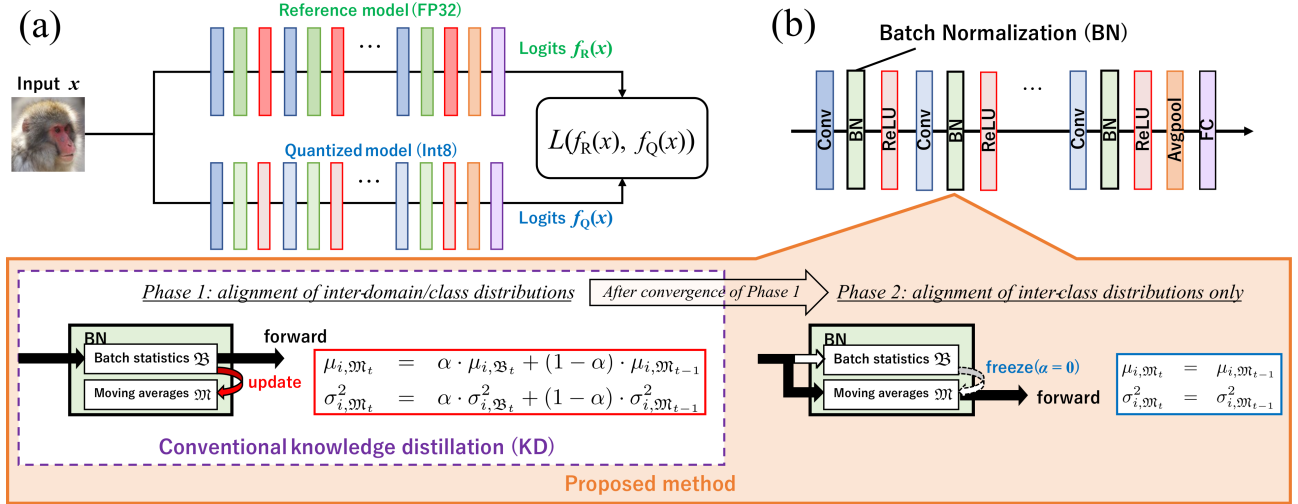 (a)
Reference model (FP32)
Input x
Logits f_R(x)
L(f_R(x), f_Q(x))
Quantized model (Int8)
Logits f_Q(x)
...
...
(b)
Batch Normalization (BN)
...
Conv
BN
ReLU
Conv
BN
ReLU
Conv
BN
ReLU
Avgpool
FC
Phase 1: alignment of inter-domain/class distributions
After convergence of Phase 1
Phase 2: alignment of inter-class distributions only
BN
Batch statistics 𝔅
Moving averages 𝔐
forward
update
μ_{i,𝔐_t} = α · μ_{i,𝔅_t} + (1 − α) · μ_{i,𝔐_{t−1}}
σ²_{i,𝔐_t} = α · σ²_{i,𝔅_t} + (1 − α) · σ²_{i,𝔐_{t−1}}
Conventional knowledge distillation (KD)
BN
Batch statistics 𝔅
Moving averages 𝔐
freeze(α = 0)
forward
μ_{i,𝔐_t} = μ_{i,𝔐_{t−1}}
σ²_{i,𝔐_t} = σ²_{i,𝔐_{t−1}}
Proposed method